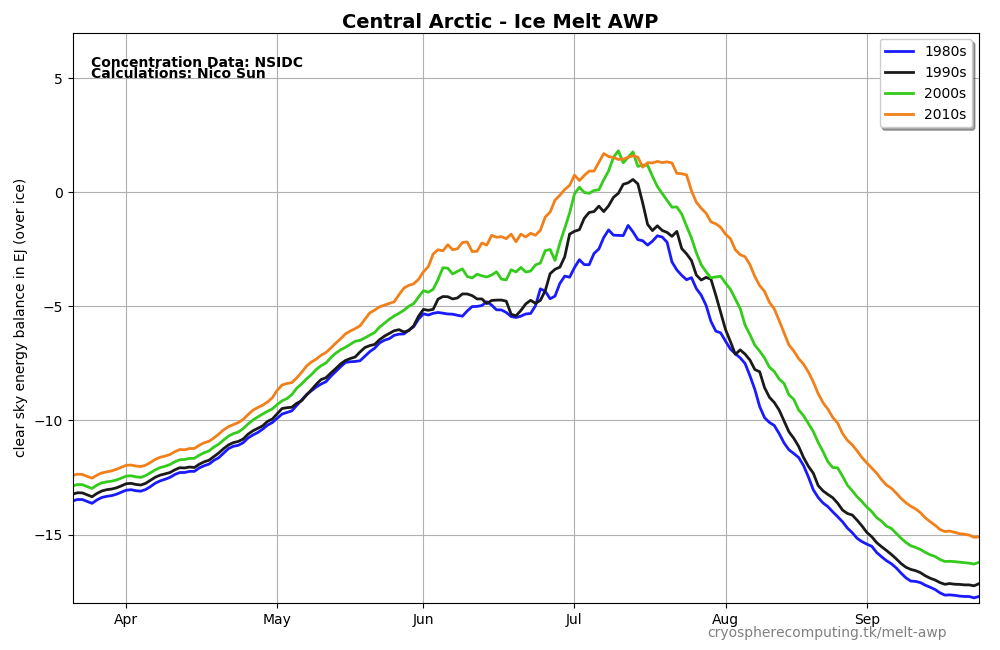 Central Arctic - Ice Melt AWP
Concentration Data: NSIDC
Calculations: Nico Sun
1980s
1990s
2000s
2010s
clear sky energy balance in EJ (over ice)
5
0
−5
−10
−15
Apr May Jun Jul Aug Sep
cryospherecomputing.tk/melt-awp